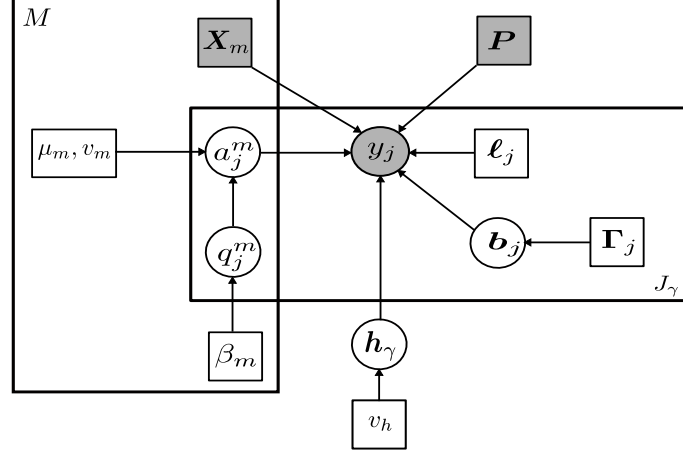 M
X_m
P
μ_m, v_m
a_j^m
y_j
ℓ_j
q_j^m
b_j
Γ_j
J_γ
β_m
h_γ
v_h